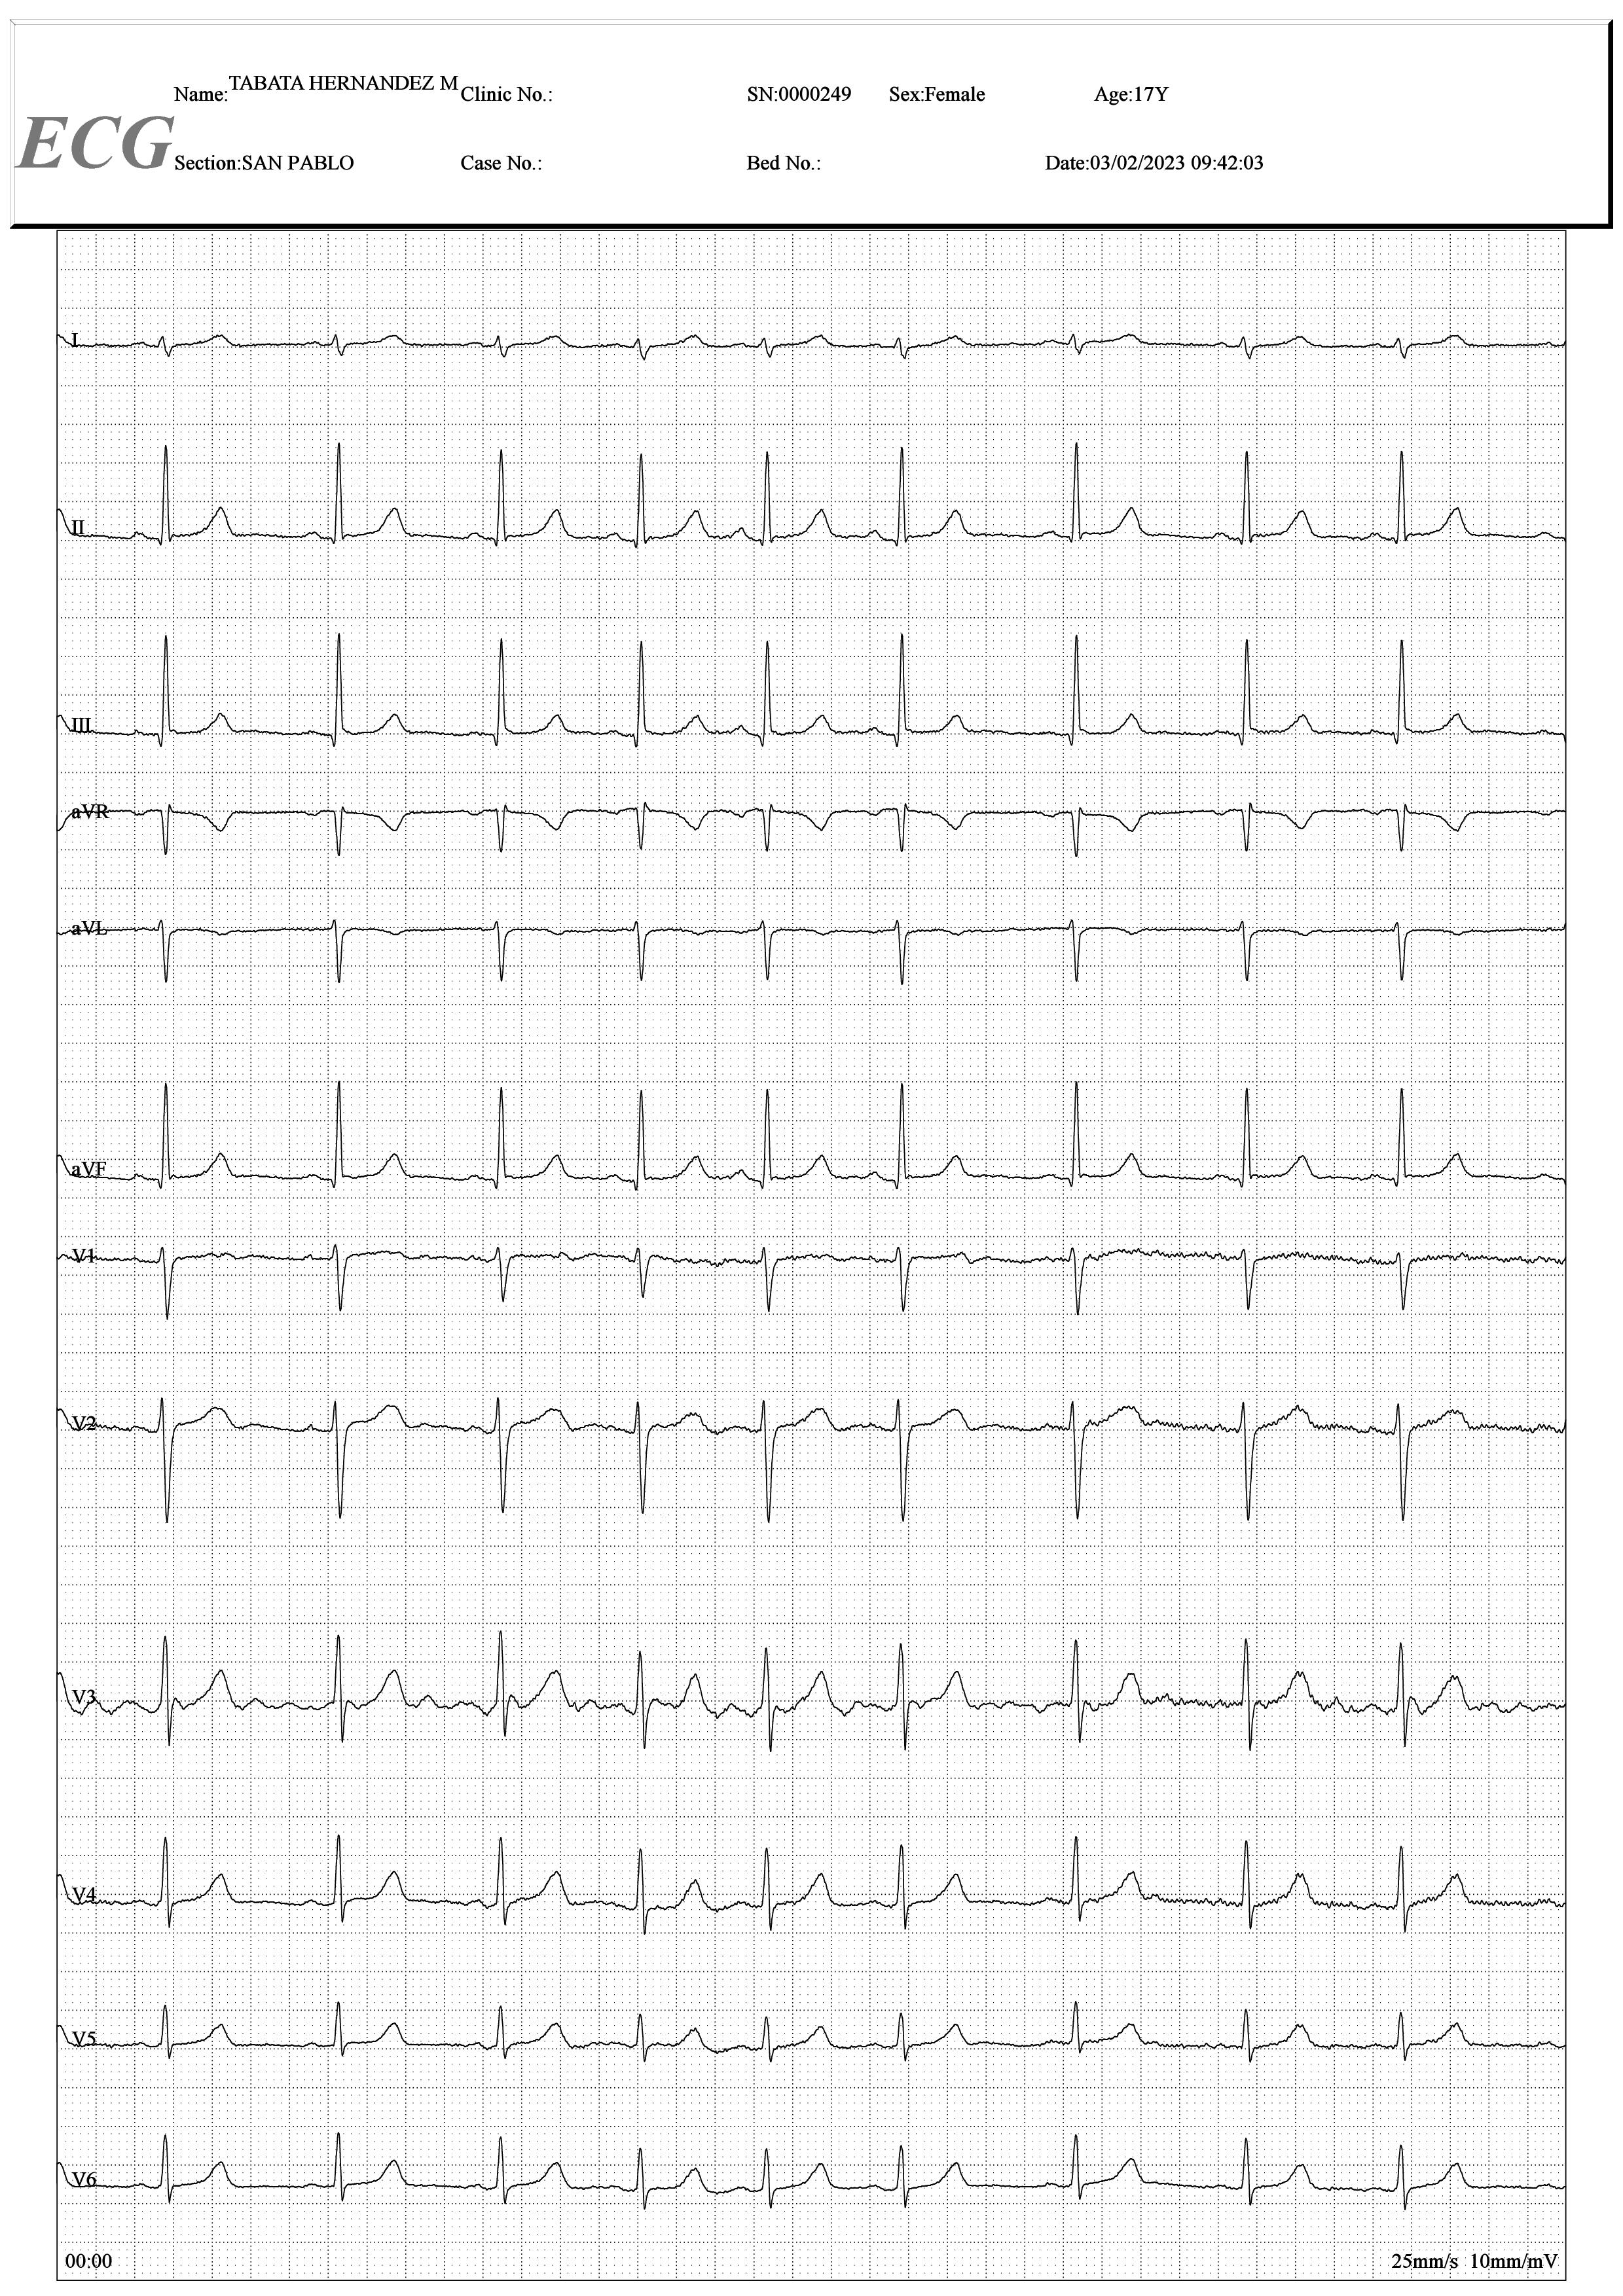 Name:TABATA HERNANDEZ M Clinic No.: SN:0000249 Sex:Female Age:17Y
ECG
Section:SAN PABLO Case No.: Bed No.: Date:03/02/2023 09:42:03
I
II
III
aVR
aVL
aVF
V1
V2
V3
V4
V5
V6
00:00 25mm/s 10mm/mV